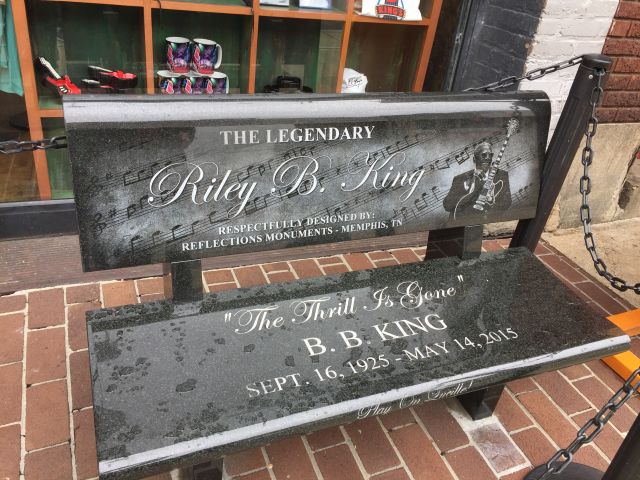 KING'S
THE LEGENDARY
Riley B. King
RESPECTFULLY DESIGNED BY:
REFLECTIONS MONUMENTS - MEMPHIS, TN
"The Thrill Is Gone"
B. B. KING
SEPT. 16, 1925 - MAY 14, 2015
Play On Lucille!